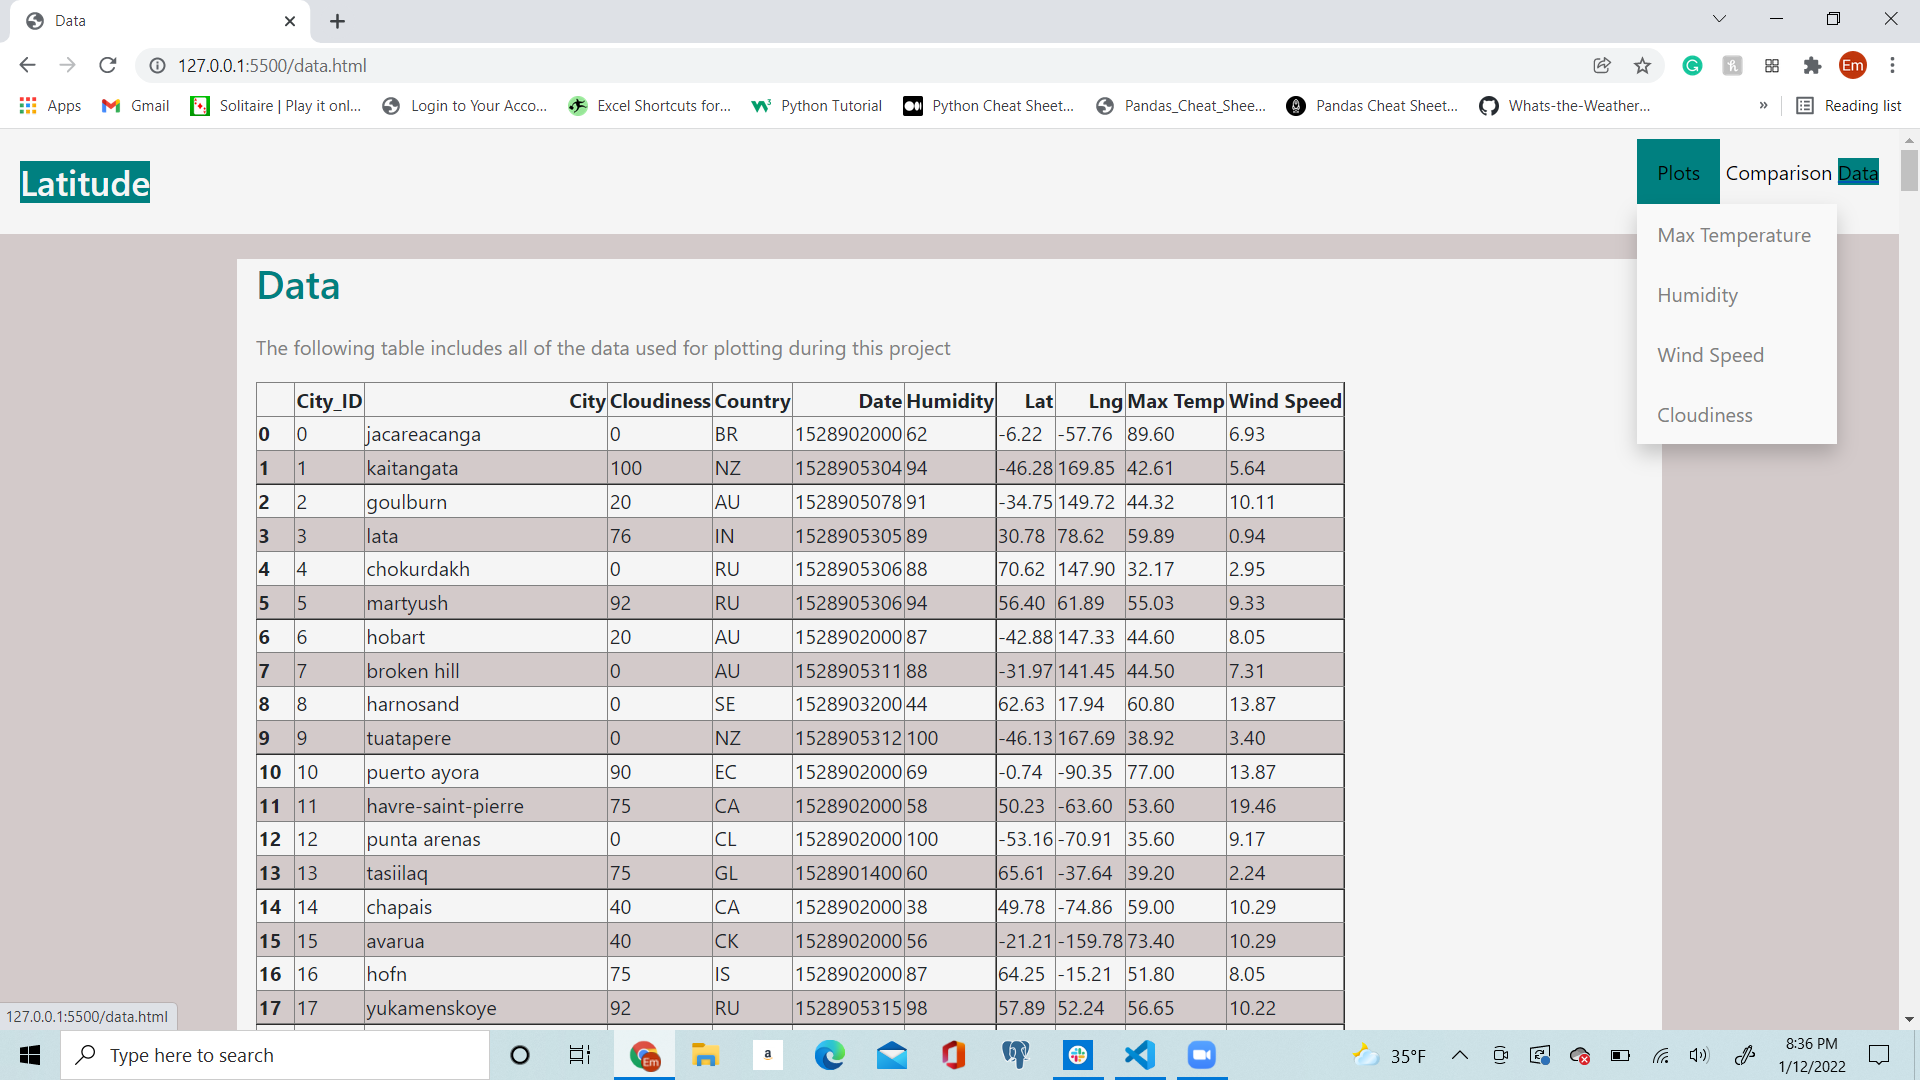 Data
127.0.0.1:5500/data.html
Em
Apps Gmail Solitaire | Play it onl... Login to Your Acco... Excel Shortcuts for... Python Tutorial Python Cheat Sheet... Pandas_Cheat_Shee... Pandas Cheat Sheet... Whats-the-Weather... » Reading list
Latitude
Plots Comparison Data
Max Temperature
Humidity
Wind Speed
Cloudiness
Data
The following table includes all of the data used for plotting during this project
City_ID City Cloudiness Country Date Humidity Lat Lng Max Temp Wind Speed
0 0 jacareacanga 0 BR 1528902000 62 -6.22 -57.76 89.60 6.93
1 1 kaitangata 100 NZ 1528905304 94 -46.28 169.85 42.61 5.64
2 2 goulburn 20 AU 1528905078 91 -34.75 149.72 44.32 10.11
3 3 lata 76 IN 1528905305 89 30.78 78.62 59.89 0.94
4 4 chokurdakh 0 RU 1528905306 88 70.62 147.90 32.17 2.95
5 5 martyush 92 RU 1528905306 94 56.40 61.89 55.03 9.33
6 6 hobart 20 AU 1528902000 87 -42.88 147.33 44.60 8.05
7 7 broken hill 0 AU 1528905311 88 -31.97 141.45 44.50 7.31
8 8 harnosand 0 SE 1528903200 44 62.63 17.94 60.80 13.87
9 9 tuatapere 0 NZ 1528905312 100 -46.13 167.69 38.92 3.40
10 10 puerto ayora 90 EC 1528902000 69 -0.74 -90.35 77.00 13.87
11 11 havre-saint-pierre 75 CA 1528902000 58 50.23 -63.60 53.60 19.46
12 12 punta arenas 0 CL 1528902000 100 -53.16 -70.91 35.60 9.17
13 13 tasiilaq 75 GL 1528901400 60 65.61 -37.64 39.20 2.24
14 14 chapais 40 CA 1528902000 38 49.78 -74.86 59.00 10.29
15 15 avarua 40 CK 1528902000 56 -21.21 -159.78 73.40 10.29
16 16 hofn 75 IS 1528902000 87 64.25 -15.21 51.80 8.05
17 17 yukamenskoye 92 RU 1528905315 98 57.89 52.24 56.65 10.22
127.0.0.1:5500/data.html
Type here to search
Em
a
35°F
8:36 PM
1/12/2022